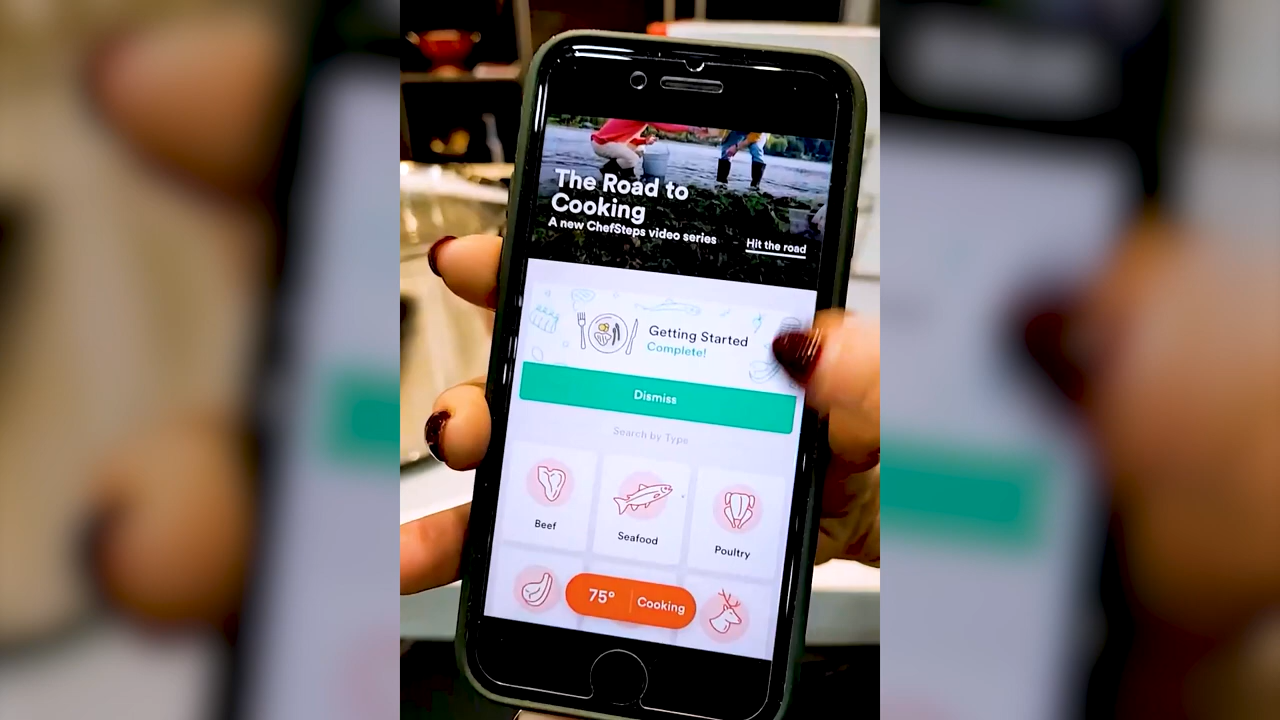 The Road to
Cooking
A new ChefSteps video series
Hit the road
Getting Started
Complete!
Dismiss
Search by Type
Beef
Seafood
Poultry
75°
Cooking